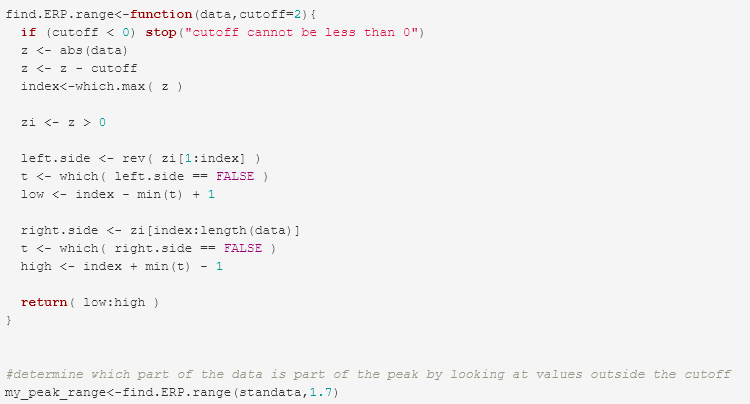 find.ERP.range<-function(data,cutoff=2){
  if (cutoff < 0) stop("cutoff cannot be less than 0")
  z <- abs(data)
  z <- z - cutoff
  index<-which.max( z )
  zi <- z > 0
  left.side <- rev( zi[1:index] )
  t <- which( left.side == FALSE )
  low <- index - min(t) + 1
  right.side <- zi[index:length(data)]
  t <- which( right.side == FALSE )
  high <- index + min(t) - 1
  return( low:high )
}
#determine which part of the data is part of the peak by looking at values outside the cutoff
my_peak_range<-find.ERP.range(standata,1.7)